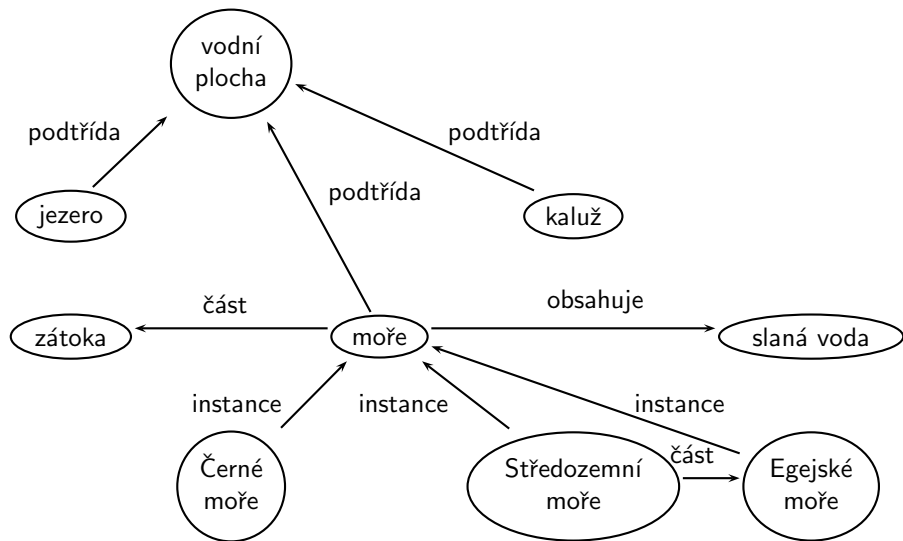 vodní
plocha
podtřída
podtřída
podtřída
jezero
kaluž
část
obsahuje
zátoka
moře
slaná voda
instance
instance
instance
Černé
moře
Středozemní
moře
část
Egejské
moře